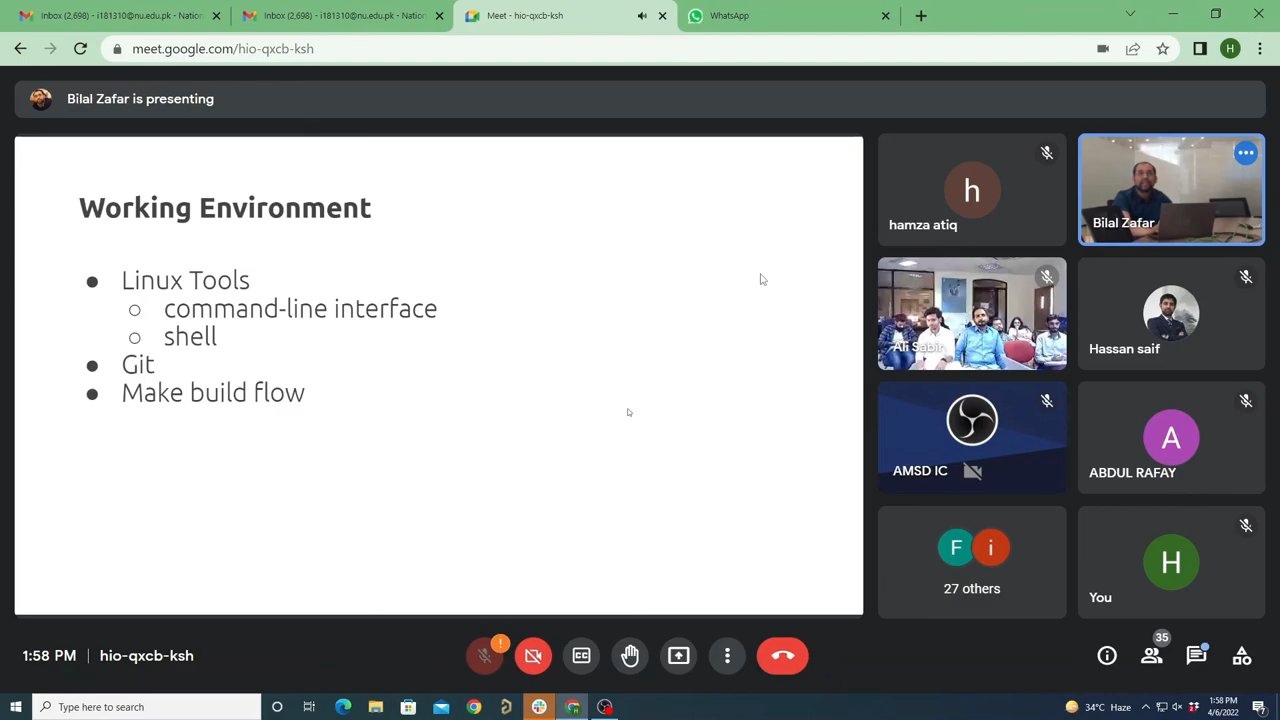 Inbox (2,698) - i181310@nu.edu.pk - Nation
Inbox (2,698) - i181310@nu.edu.pk - Nation
Meet - hio-qxcb-ksh
WhatsApp
meet.google.com/hio-qxcb-ksh
H
Bilal Zafar is presenting
Working Environment
Linux Tools
command-line interface
shell
Git
Make build flow
h
hamza atiq
Bilal Zafar
Ali Sabir
Hassan saif
AMSD IC
A
ABDUL RAFAY
F i
27 others
H
You
1:58 PM | hio-qxcb-ksh
CC
35
Type here to search
34°C Haze
1:58 PM
4/6/2022